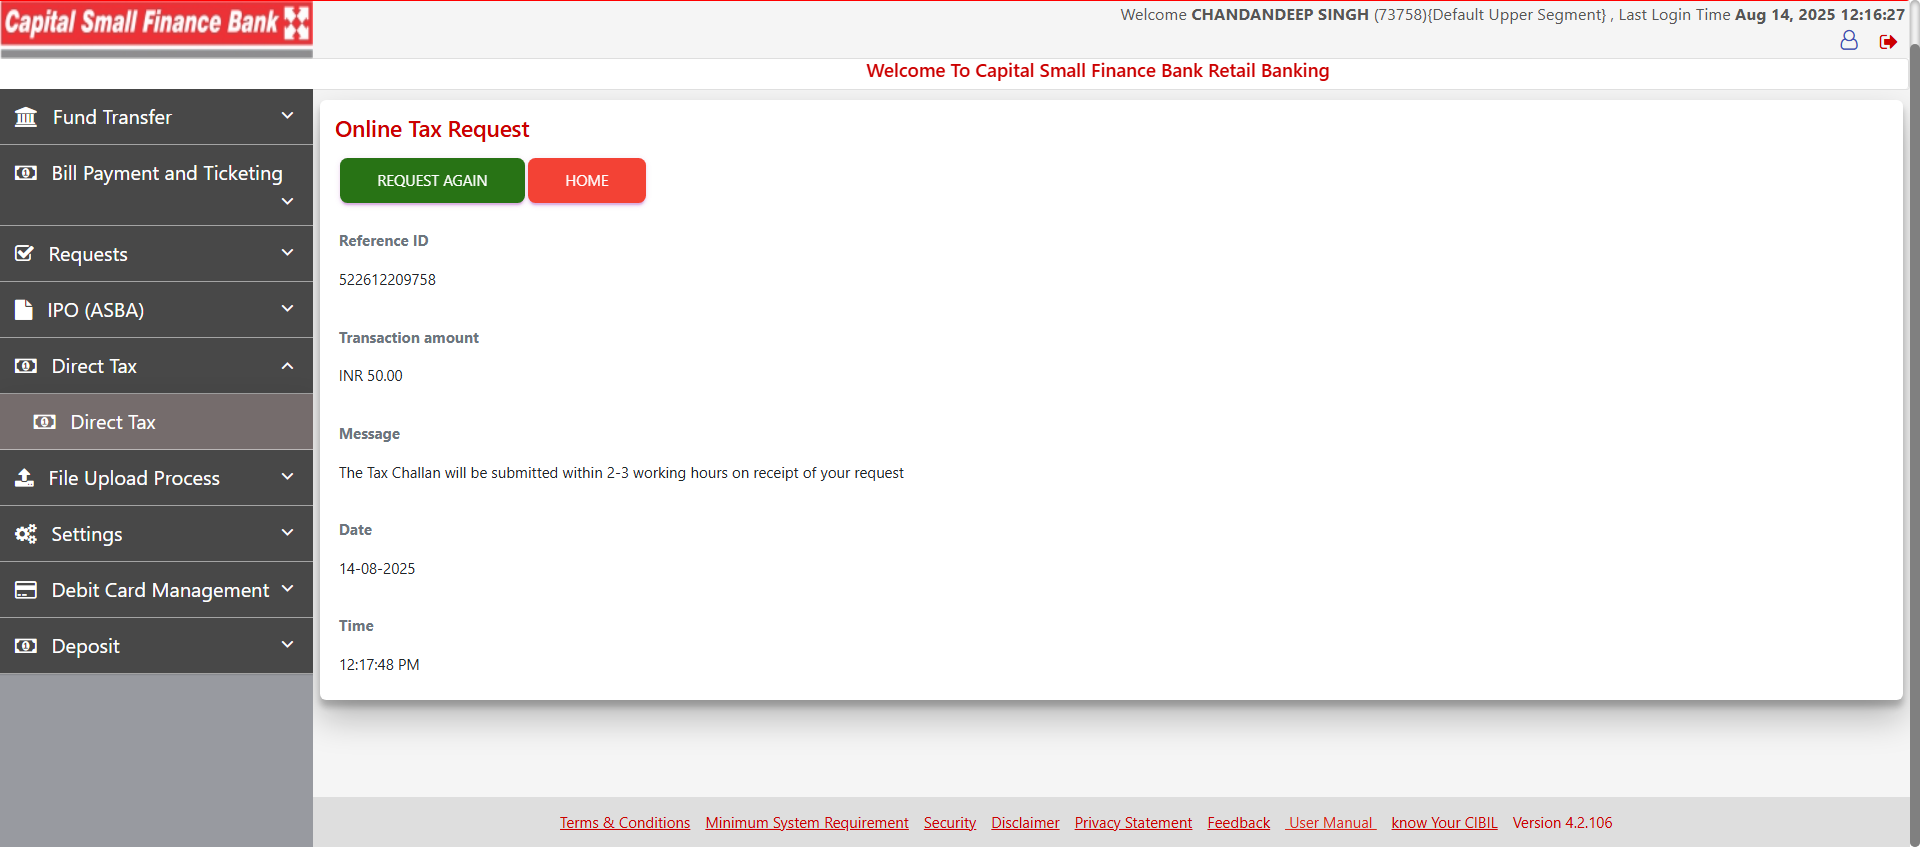 Capital Small Finance Bank
Welcome CHANDANDEEP SINGH (73758){Default Upper Segment} , Last Login Time Aug 14, 2025 12:16:27
Welcome To Capital Small Finance Bank Retail Banking
Fund Transfer
Bill Payment and Ticketing
Requests
IPO (ASBA)
Direct Tax
Direct Tax
File Upload Process
Settings
Debit Card Management
Deposit
Online Tax Request
REQUEST AGAIN HOME
Reference ID
522612209758
Transaction amount
INR 50.00
Message
The Tax Challan will be submitted within 2-3 working hours on receipt of your request
Date
14-08-2025
Time
12:17:48 PM
Terms & Conditions Minimum System Requirement Security Disclaimer Privacy Statement Feedback User Manual know Your CIBIL Version 4.2.106